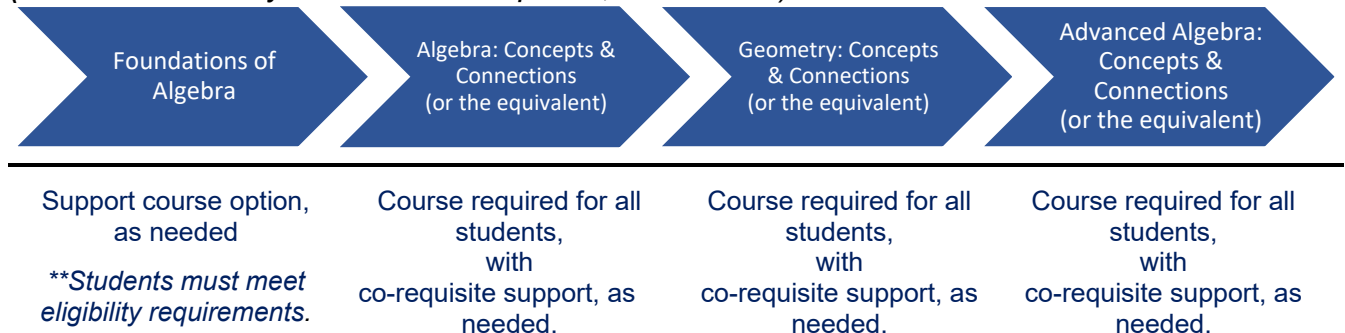 Foundations of
Algebra
Algebra: Concepts &
Connections
(or the equivalent)
Geometry: Concepts
& Connections
(or the equivalent)
Advanced Algebra:
Concepts &
Connections
(or the equivalent)
Support course option,
as needed
**Students must meet
eligibility requirements.
Course required for all
students,
with
co-requisite support, as
needed.
Course required for all
students,
with
co-requisite support, as
needed.
Course required for all
students,
with
co-requisite support, as
needed.